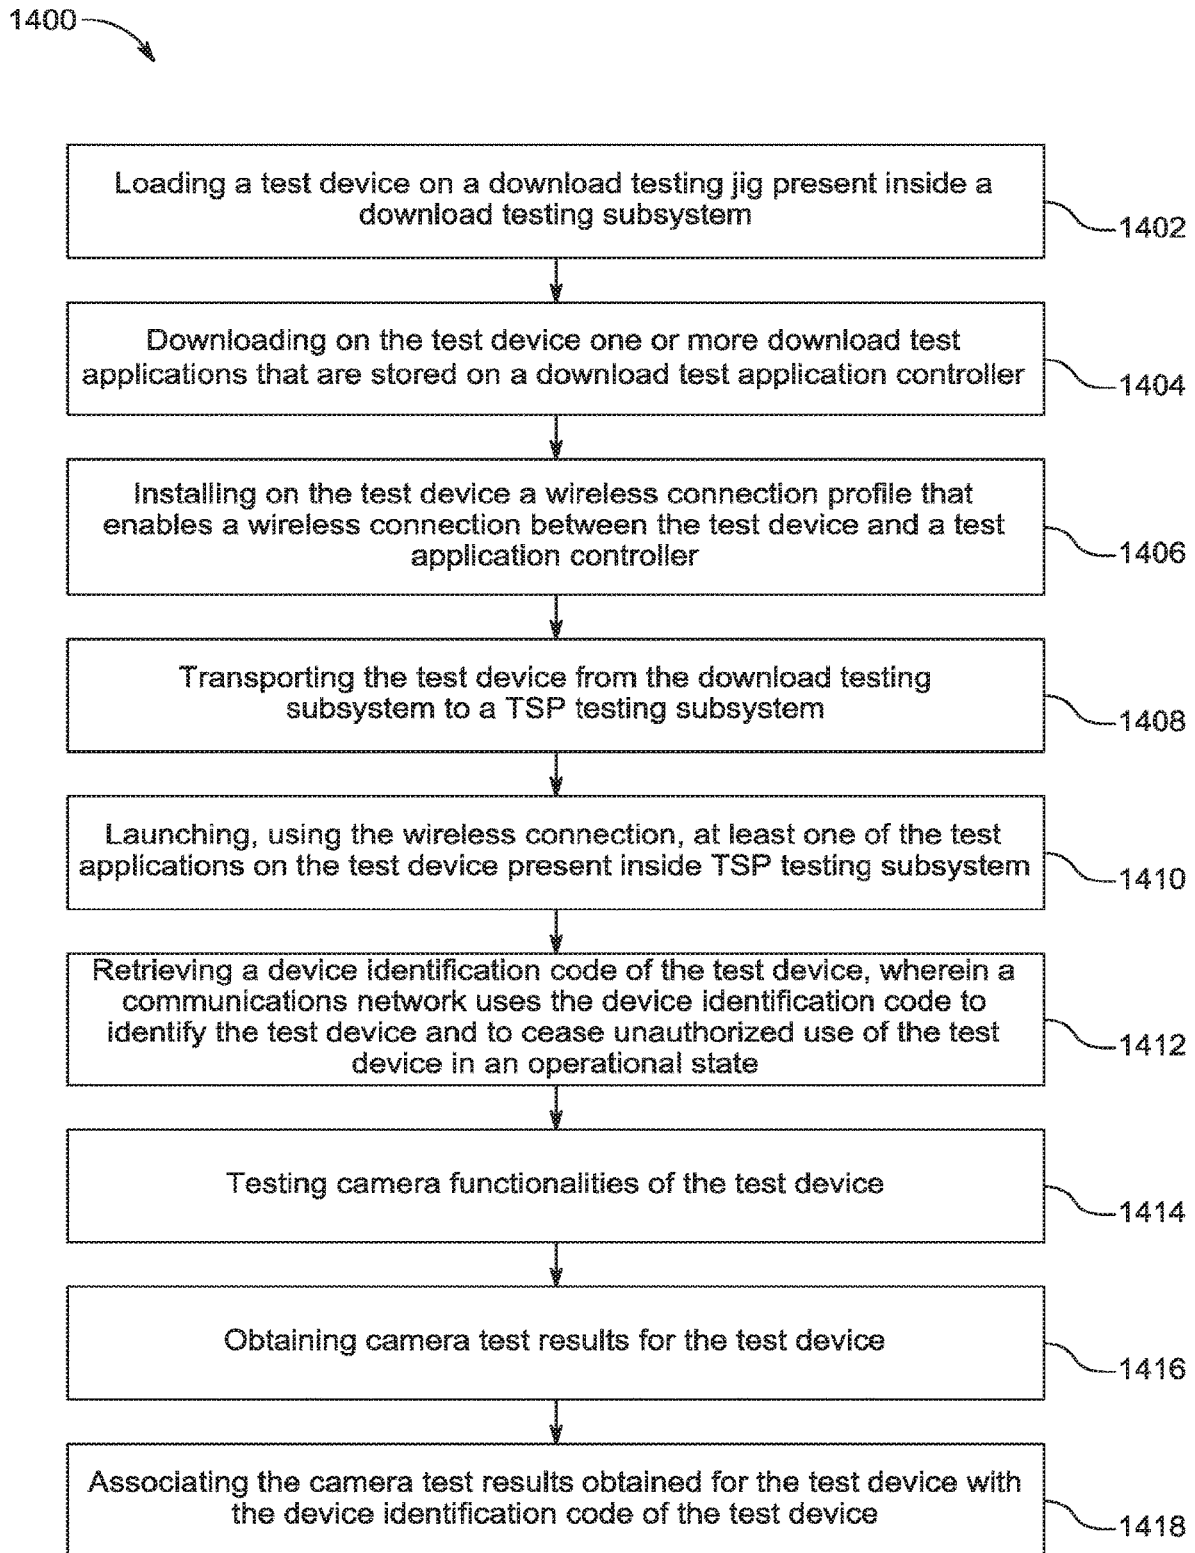 1400
Loading a test device on a download testing jig present inside a
download testing subsystem
1402
Downloading on the test device one or more download test
applications that are stored on a download test application controller
1404
Installing on the test device a wireless connection profile that
enables a wireless connection between the test device and a test
application controller
1406
Transporting the test device from the download testing
subsystem to a TSP testing subsystem
1408
Launching, using the wireless connection, at least one of the test
applications on the test device present inside TSP testing subsystem
1410
Retrieving a device identification code of the test device, wherein a
communications network uses the device identification code to
identify the test device and to cease unauthorized use of the test
device in an operational state
1412
Testing camera functionalities of the test device
1414
Obtaining camera test results for the test device
1416
Associating the camera test results obtained for the test device with
the device identification code of the test device
1418